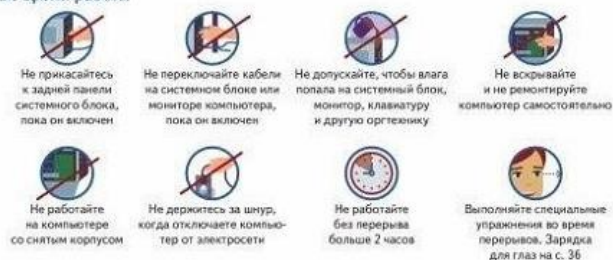 Не прикасайтесь
к задней панели
системного блока,
пока он включен
Не переключайте кабели
на системном блоке или
мониторе компьютера,
пока он включен
Не допускайте, чтобы влага
попала на системный блок,
монитор, клавиатуру
и другую оргтехнику
Не вскрывайте
и не ремонтируйте
компьютер самостоятельно
Не работайте
на компьютере
со снятым корпусом
Не держитесь за шнур,
когда отключаете компью-
тер от электросети
Не работайте
без перерыва
больше 2 часов
Выполняйте специальные
упражнения во время
перерывов. Зарядка
для глаз на с. 36